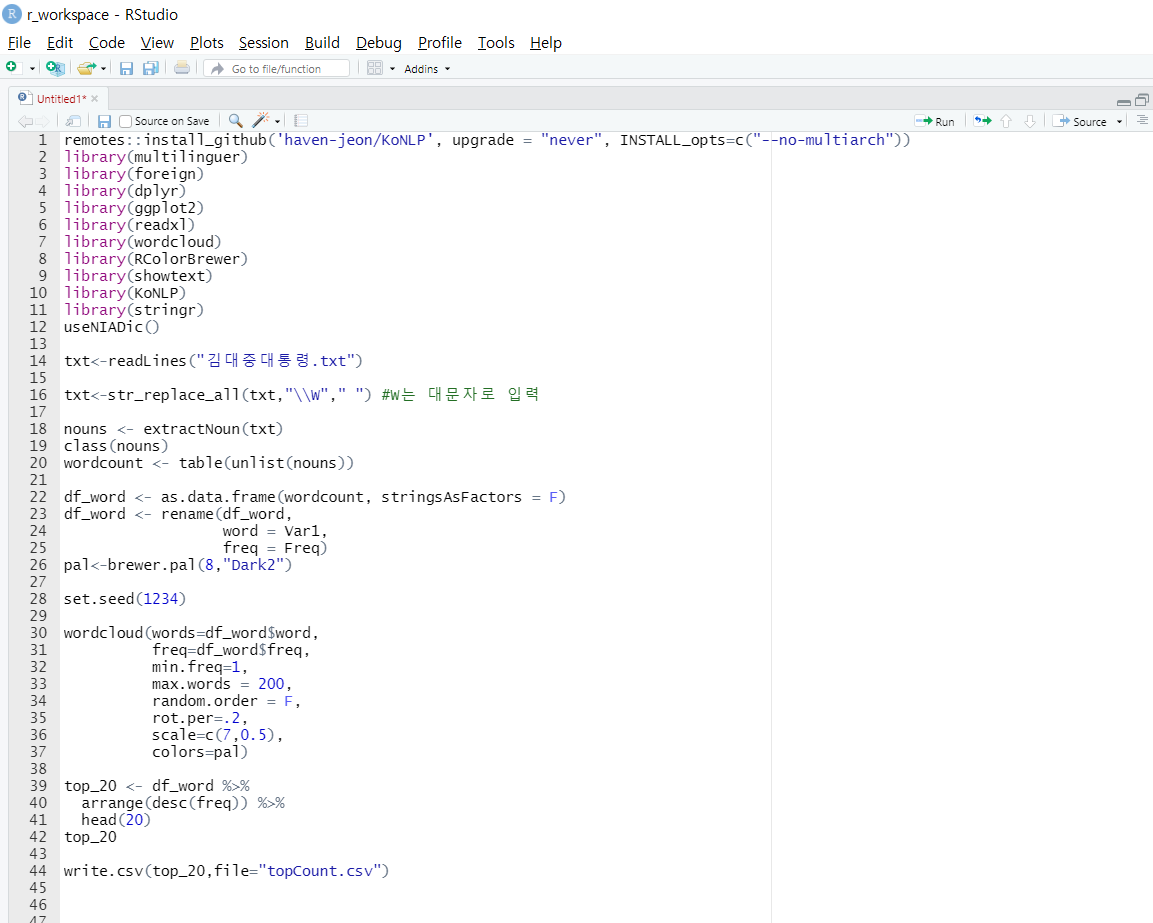 r_workspace - RStudio
File Edit Code View Plots Session Build Debug Profile Tools Help
Go to file/function Addins
Untitled1*
Source on Save Run Source
1 remotes::install_github('haven-jeon/KoNLP', upgrade = "never", INSTALL_opts=c("--no-multiarch"))
2 library(multilinguer)
3 library(foreign)
4 library(dplyr)
5 library(ggplot2)
6 library(readxl)
7 library(wordcloud)
8 library(RColorBrewer)
9 library(showtext)
10 library(KoNLP)
11 library(stringr)
12 useNIADic()
13
14 txt<-readLines("김대중대통령.txt")
15
16 txt<-str_replace_all(txt,"\\W"," ") #W는 대문자로 입력
17
18 nouns <- extractNoun(txt)
19 class(nouns)
20 wordcount <- table(unlist(nouns))
21
22 df_word <- as.data.frame(wordcount, stringsAsFactors = F)
23 df_word <- rename(df_word,
24 word = Var1,
25 freq = Freq)
26 pal<-brewer.pal(8,"Dark2")
27
28 set.seed(1234)
29
30 wordcloud(words=df_word$word,
31 freq=df_word$freq,
32 min.freq=1,
33 max.words = 200,
34 random.order = F,
35 rot.per=.2,
36 scale=c(7,0.5),
37 colors=pal)
38
39 top_20 <- df_word %>%
40 arrange(desc(freq)) %>%
41 head(20)
42 top_20
43
44 write.csv(top_20,file="topCount.csv")
45
46
47